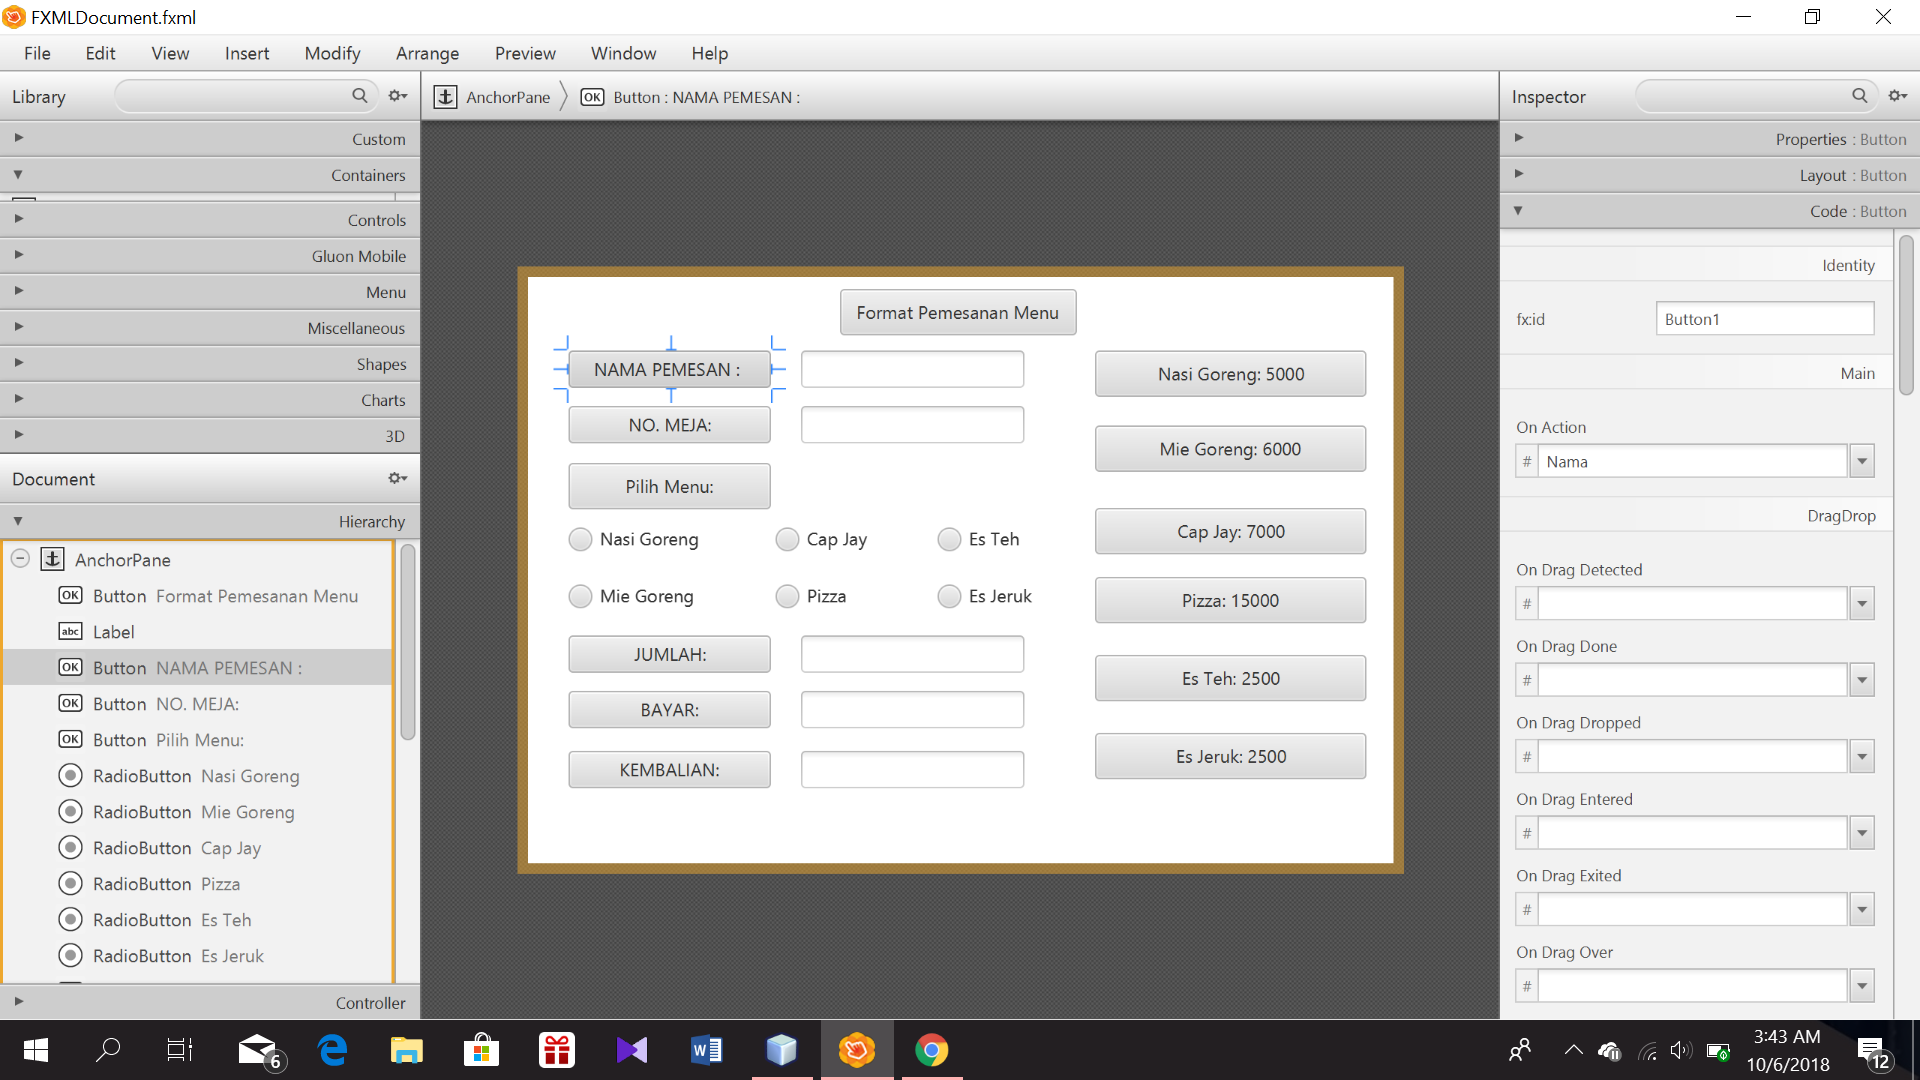 FXMLDocument.fxml
File Edit View Insert Modify Arrange Preview Window Help
Library
AnchorPane
OK Button : NAMA PEMESAN :
Inspector
Custom
Containers
Controls
Gluon Mobile
Menu
Miscellaneous
Shapes
Charts
3D
Document
Hierarchy
AnchorPane
OK Button Format Pemesanan Menu
abc Label
OK Button NAMA PEMESAN :
OK Button NO. MEJA:
OK Button Pilih Menu:
RadioButton Nasi Goreng
RadioButton Mie Goreng
RadioButton Cap Jay
RadioButton Pizza
RadioButton Es Teh
RadioButton Es Jeruk
Controller
Format Pemesanan Menu
NAMA PEMESAN :
NO. MEJA:
Pilih Menu:
Nasi Goreng Cap Jay Es Teh
Mie Goreng Pizza Es Jeruk
JUMLAH:
BAYAR:
KEMBALIAN:
Nasi Goreng: 5000
Mie Goreng: 6000
Cap Jay: 7000
Pizza: 15000
Es Teh: 2500
Es Jeruk: 2500
Properties : Button
Layout : Button
Code : Button
Identity
fx:id Button1
Main
On Action
# Nama
DragDrop
On Drag Detected
#
On Drag Done
#
On Drag Dropped
#
On Drag Entered
#
On Drag Exited
#
On Drag Over
#
6
W
3:43 AM
10/6/2018
12